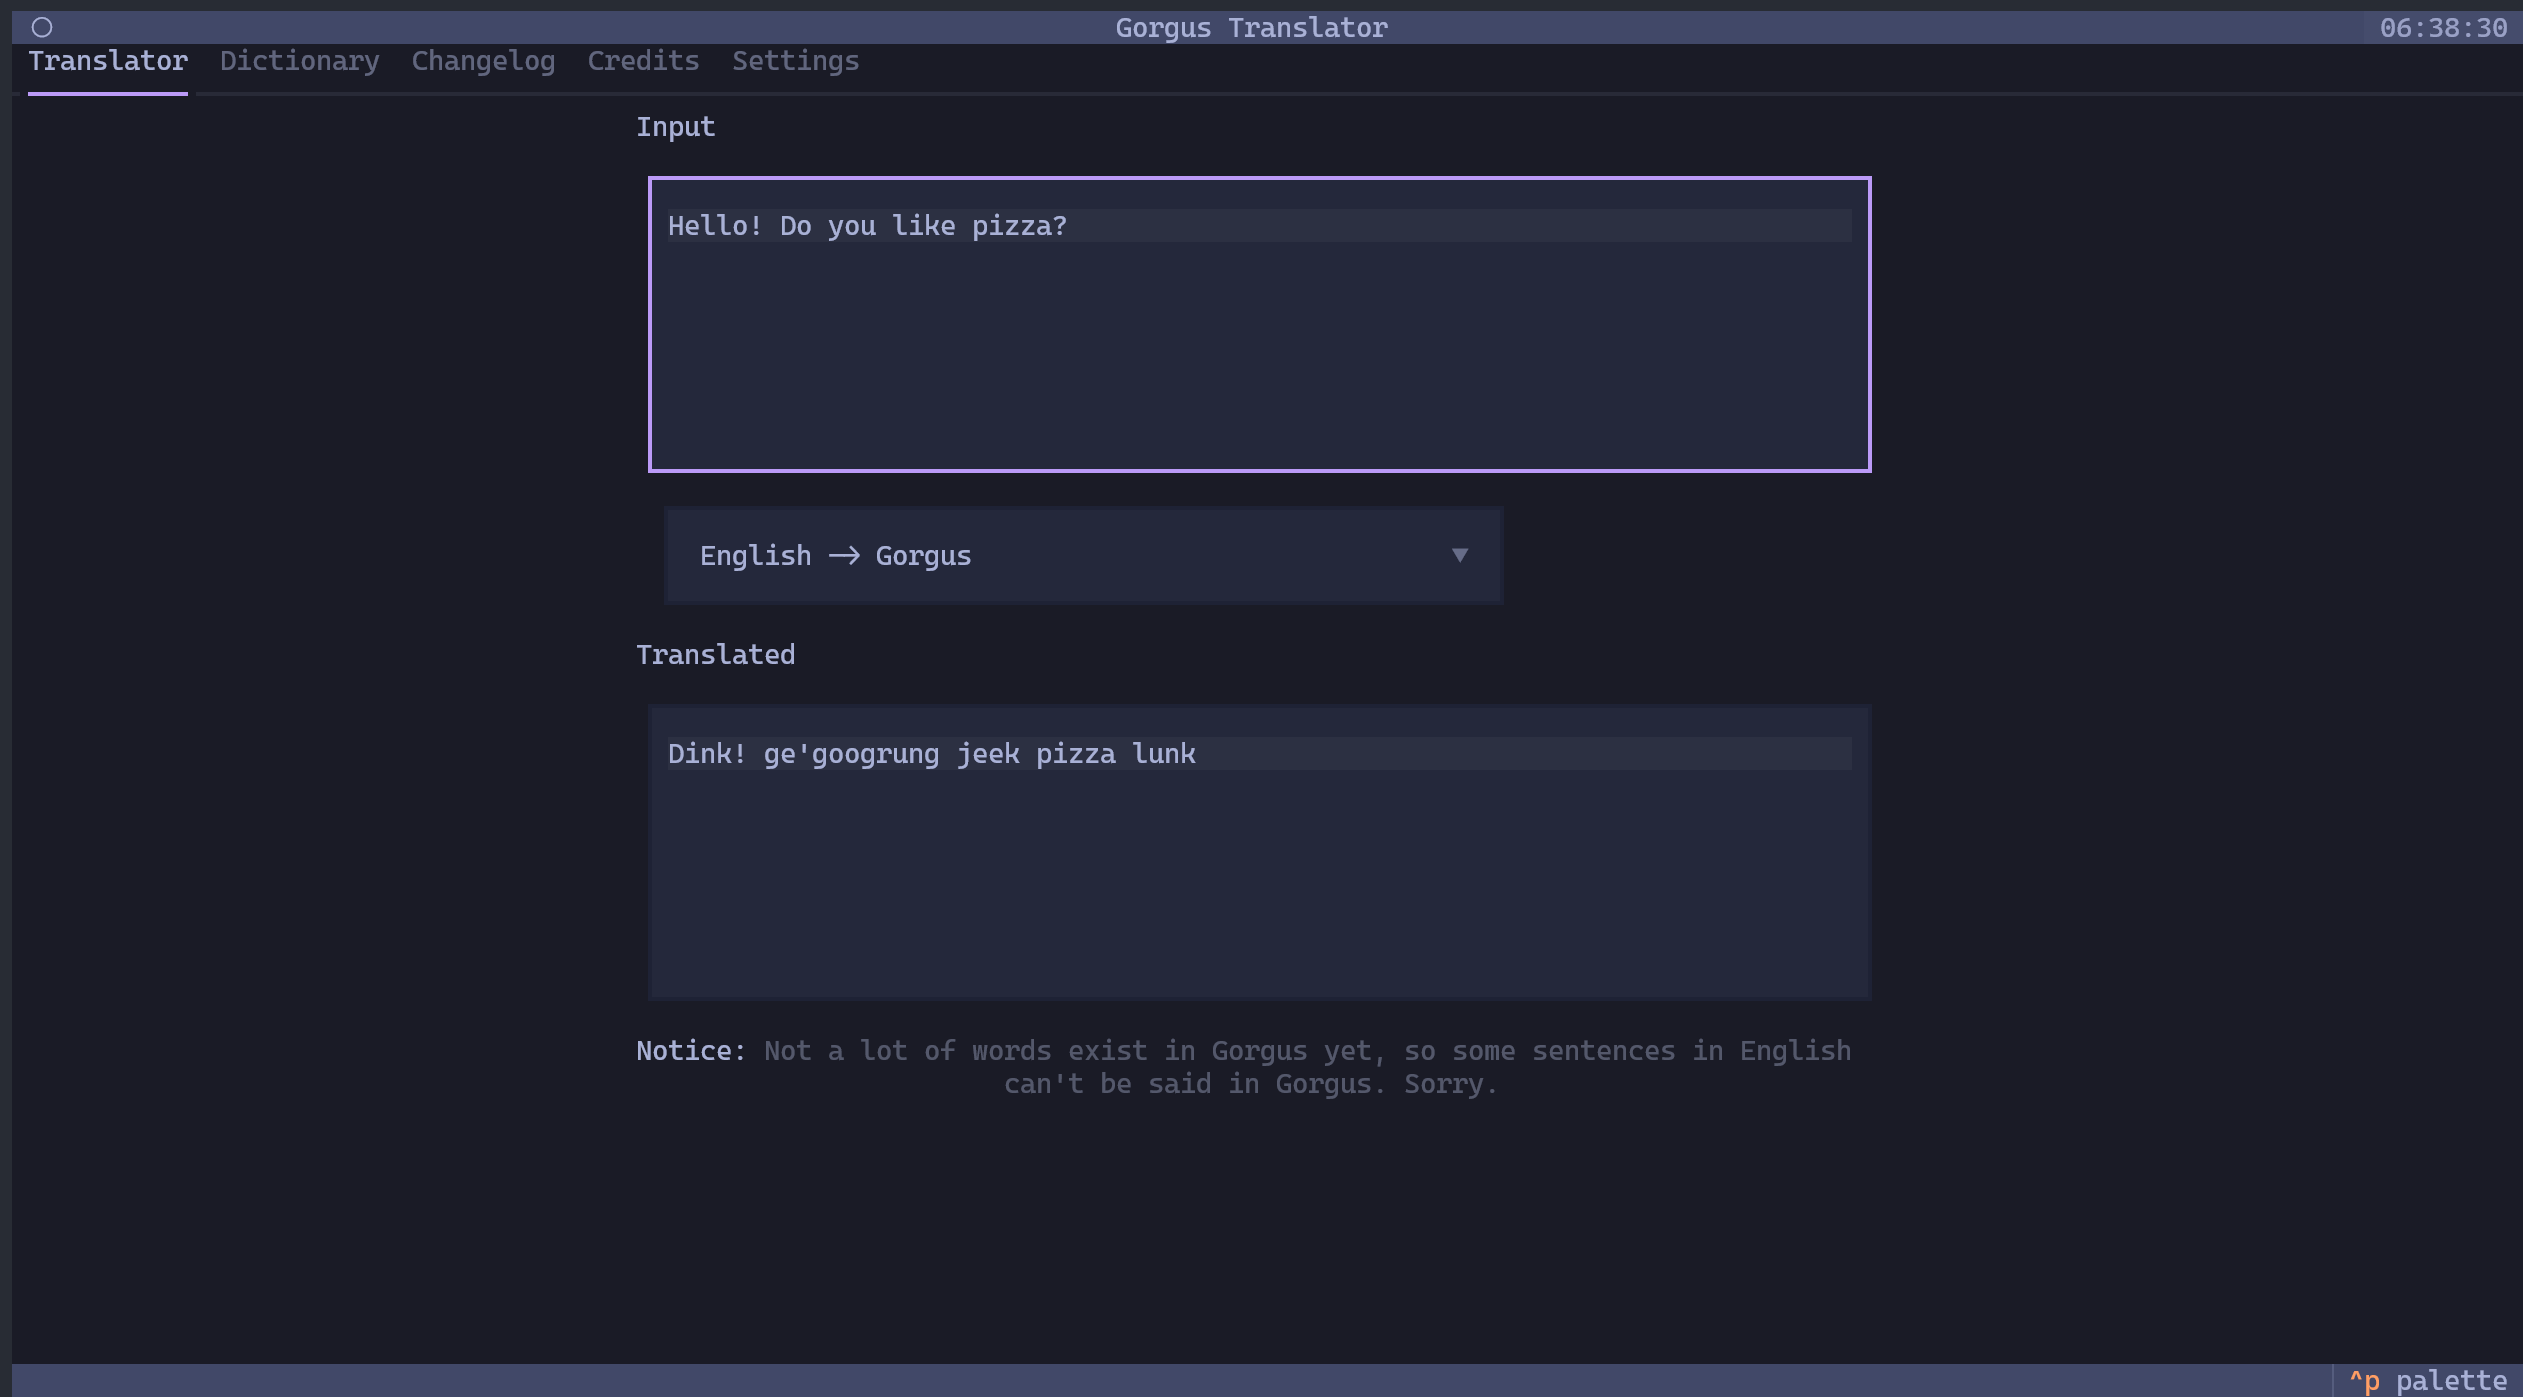 Gorgus Translator 06:38:30
Translator Dictionary Changelog Credits Settings
Input
Hello! Do you like pizza?
English → Gorgus ▼
Translated
Dink! ge'googrung jeek pizza lunk
Notice: Not a lot of words exist in Gorgus yet, so some sentences in English
can't be said in Gorgus. Sorry.
^p palette